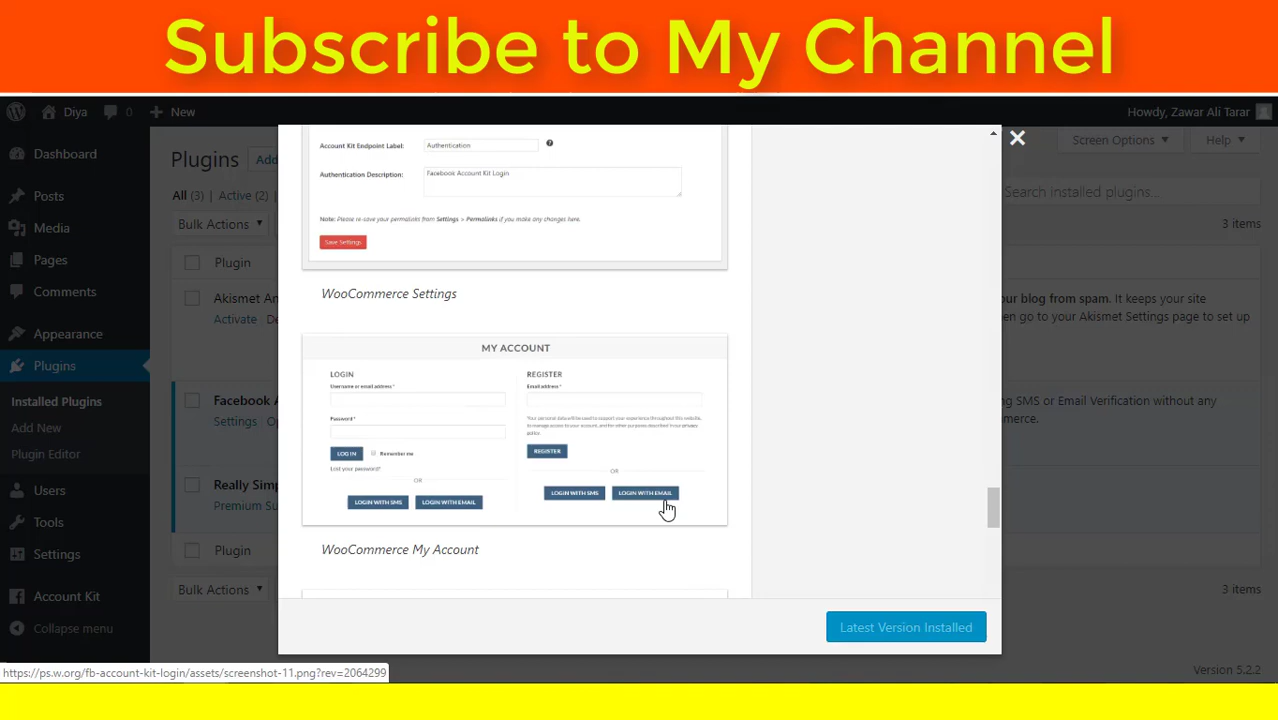 Subscribe to My Channel
Diya
0
New
Howdy, Zawar Ali Tarar
Dashboard
Posts
Media
Pages
Comments
Appearance
Plugins
Installed Plugins
Add New
Plugin Editor
Users
Tools
Settings
Account Kit
Collapse menu
Plugins
Add
Screen Options
Help
All (3) | Active (2) |
Search installed plugins...
Bulk Actions
3 items
Plugin
Akismet An
Activate | De
our blog from spam. It keeps your site
hen go to your Akismet Settings page to set up
Facebook A
Settings | Op
ng SMS or Email Verification without any
commerce.
Really Simp
Premium Su
Plugin
Bulk Actions
3 items
Account Kit Endpoint Label:
Authentication
Authentication Description:
Facebook Account Kit Login
Note: Please re-save your permalinks from Settings > Permalinks if you make any changes here.
Save Settings
WooCommerce Settings
MY ACCOUNT
LOGIN
Username or email address *
Password *
LOG IN
Remember me
Lost your password?
OR
LOGIN WITH SMS
LOGIN WITH EMAIL
REGISTER
Email address *
Your personal data will be used to support your experience throughout this website,
to manage access to your account, and for other purposes described in our privacy
policy.
REGISTER
OR
LOGIN WITH SMS
LOGIN WITH EMAIL
WooCommerce My Account
Latest Version Installed
https://ps.w.org/fb-account-kit-login/assets/screenshot-11.png?rev=2064299
Version 5.2.2